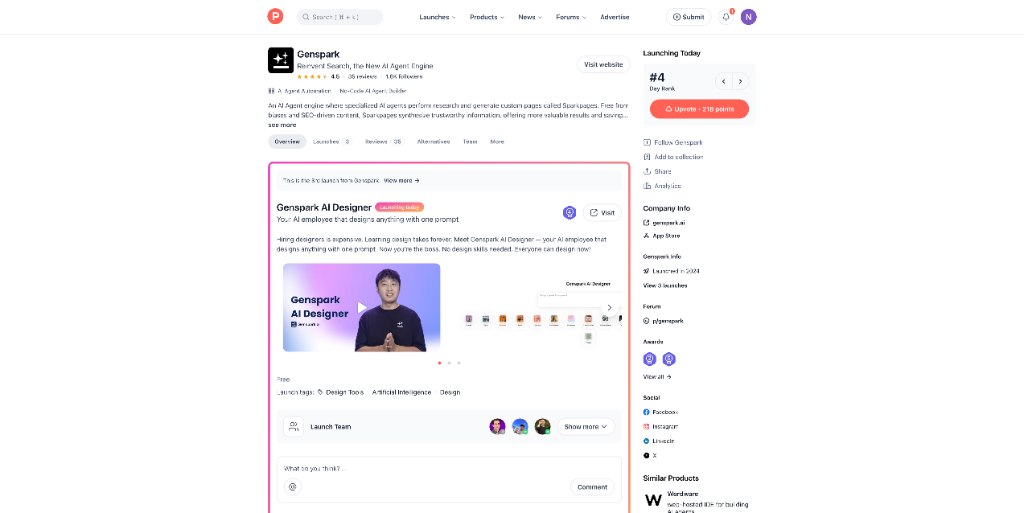 Search ( ⌘ + k )
Launches
Products
News
Forums
Advertise
Submit
1
N
Genspark
Reinvent Search, the New AI Agent Engine
4.5
35 reviews
1.6K followers
AI Agent Automation
No-Code AI Agent Builder
An AI Agent engine where specialized AI agents perform research and generate custom pages called Sparkpages. Free from
biases and SEO-driven content, Sparkpages synthesize trustworthy information, offering more valuable results and saving...
see more
Visit website
Overview
Launches 3
Reviews 35
Alternatives
Team
More
This is the 3rd launch from Genspark. View more →
Genspark AI Designer
Launching today
Your AI employee that designs anything with one prompt
Visit
Hiring designers is expensive. Learning design takes forever. Meet Genspark AI Designer — your AI employee that
designs anything with one prompt. Now you're the boss. No design skills needed. Everyone can design now!
Genspark
AI Designer
Genspark
Genspark AI Designer
Free
Launch tags:
Design Tools
Artificial Intelligence
Design
Launch Team
Show more
What do you think? ...
Comment
Launching Today
#4
Day Rank
Upvote • 218 points
Follow Genspark
Add to collection
Share
Analytics
Company Info
genspark.ai
App Store
Genspark Info
Launched in 2024
View 3 launches
Forum
p/genspark
Awards
View all →
Social
Facebook
Instagram
LinkedIn
X
Similar Products
Wordware
web-hosted IDE for building
AI agents